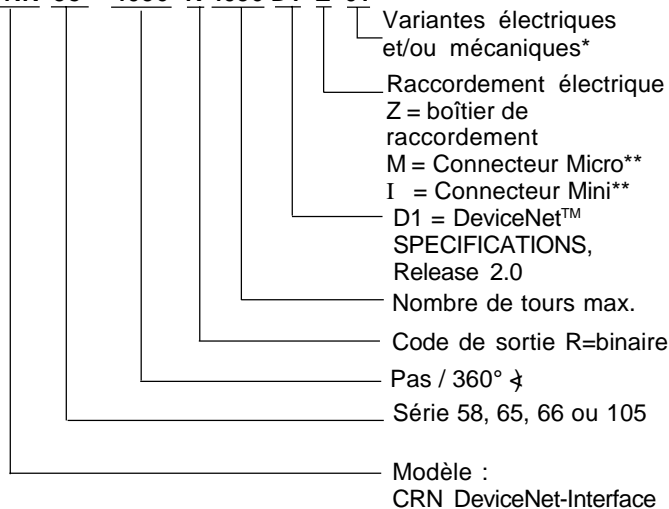 Variantes électriques
et/ou mécaniques*
Raccordement électrique
Z = boîtier de
raccordement
M = Connecteur Micro**
I = Connecteur Mini**
D1 = DeviceNet™
SPECIFICATIONS,
Release 2.0
Nombre de tours max.
Code de sortie R=binaire
Pas / 360° ∢
Série 58, 65, 66 ou 105
Modèle :
CRN DeviceNet-Interface